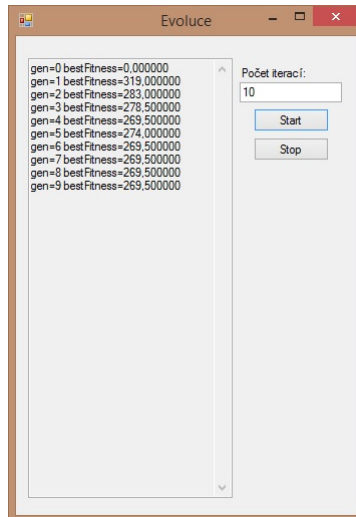 Evoluce
gen=0 bestFitness=0,000000
gen=1 bestFitness=319,000000
gen=2 bestFitness=283,000000
gen=3 bestFitness=278,500000
gen=4 bestFitness=269,500000
gen=5 bestFitness=274,000000
gen=6 bestFitness=269,500000
gen=7 bestFitness=269,500000
gen=8 bestFitness=269,500000
gen=9 bestFitness=269,500000
Počet iterací:
10
Start
Stop